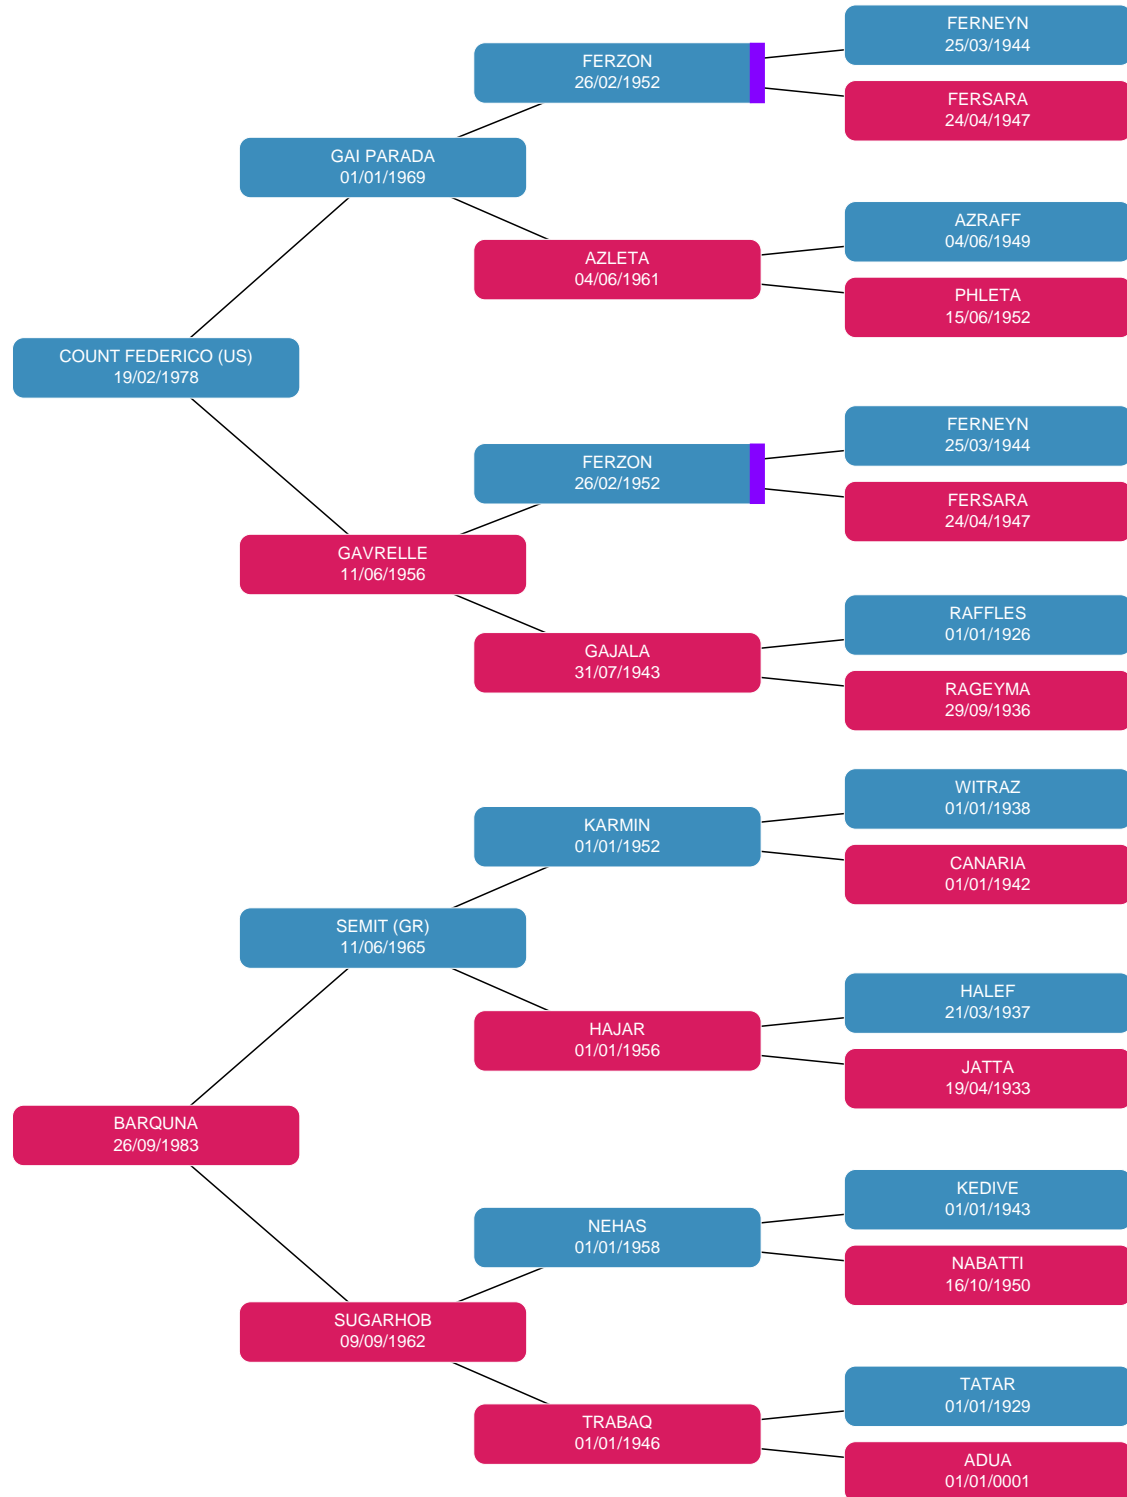 FERNEYN
25/03/1944
FERZON
26/02/1952
FERSARA
24/04/1947
GAI PARADA
01/01/1969
AZRAFF
04/06/1949
AZLETA
04/06/1961
PHLETA
15/06/1952
COUNT FEDERICO (US)
19/02/1978
FERNEYN
25/03/1944
FERZON
26/02/1952
FERSARA
24/04/1947
GAVRELLE
11/06/1956
RAFFLES
01/01/1926
GAJALA
31/07/1943
RAGEYMA
29/09/1936
WITRAZ
01/01/1938
KARMIN
01/01/1952
CANARIA
01/01/1942
SEMIT (GR)
11/06/1965
HALEF
21/03/1937
HAJAR
01/01/1956
JATTA
19/04/1933
BARQUNA
26/09/1983
KEDIVE
01/01/1943
NEHAS
01/01/1958
NABATTI
16/10/1950
SUGARHOB
09/09/1962
TATAR
01/01/1929
TRABAQ
01/01/1946
ADUA
01/01/0001